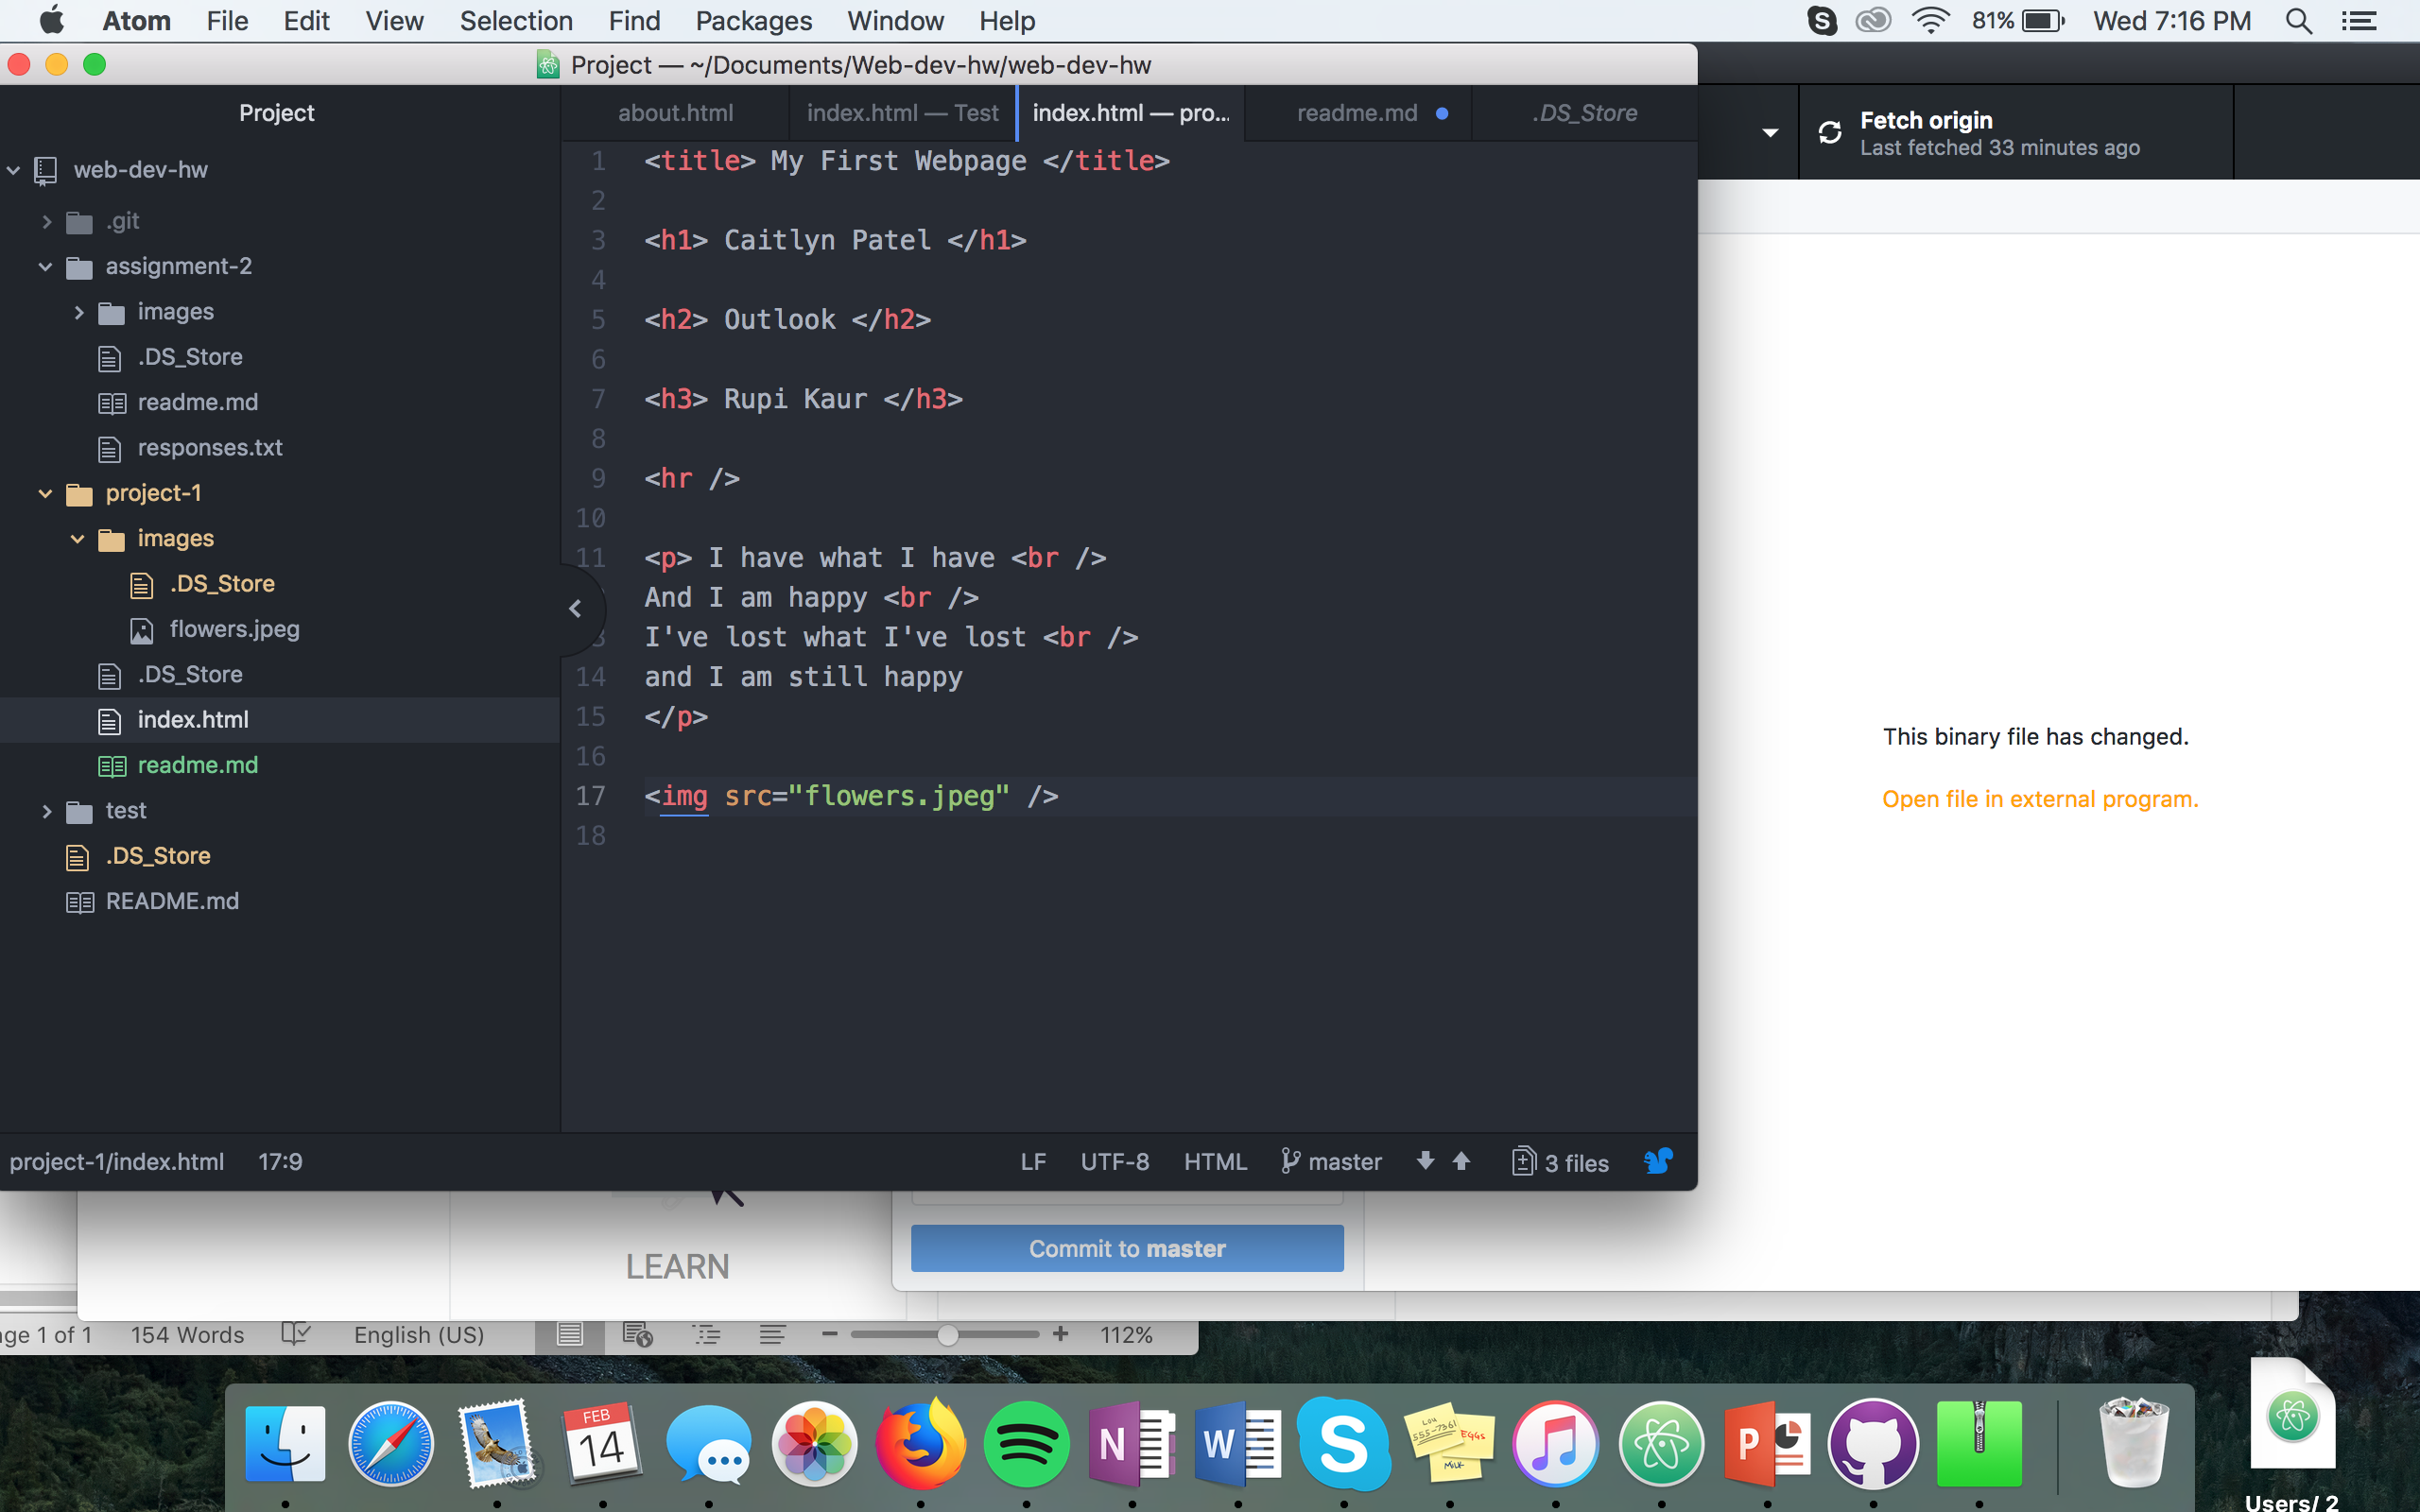 Atom File Edit View Selection Find Packages Window Help 81% Wed 7:16 PM
Project — ~/Documents/Web-dev-hw/web-dev-hw
Project
about.html
index.html — Test
index.html — pro...
readme.md
.DS_Store
web-dev-hw
.git
assignment-2
images
.DS_Store
readme.md
responses.txt
project-1
images
.DS_Store
flowers.jpeg
.DS_Store
index.html
readme.md
test
.DS_Store
README.md
1 <title> My First Webpage </title>
2
3 <h1> Caitlyn Patel </h1>
4
5 <h2> Outlook </h2>
6
7 <h3> Rupi Kaur </h3>
8
9 <hr />
10
11 <p> I have what I have <br />
And I am happy <br />
3 I've lost what I've lost <br />
14 and I am still happy
15 </p>
16
17 <img src="flowers.jpeg" />
18
project-1/index.html 17:9 LF UTF-8 HTML master 3 files
Fetch origin
Last fetched 33 minutes ago
This binary file has changed.
Open file in external program.
LEARN
Commit to master
ge 1 of 1 154 Words English (US) 112%
FEB
14
N
W
S
Lou
555-7361
EGGS
MILK
P
Users/ 2